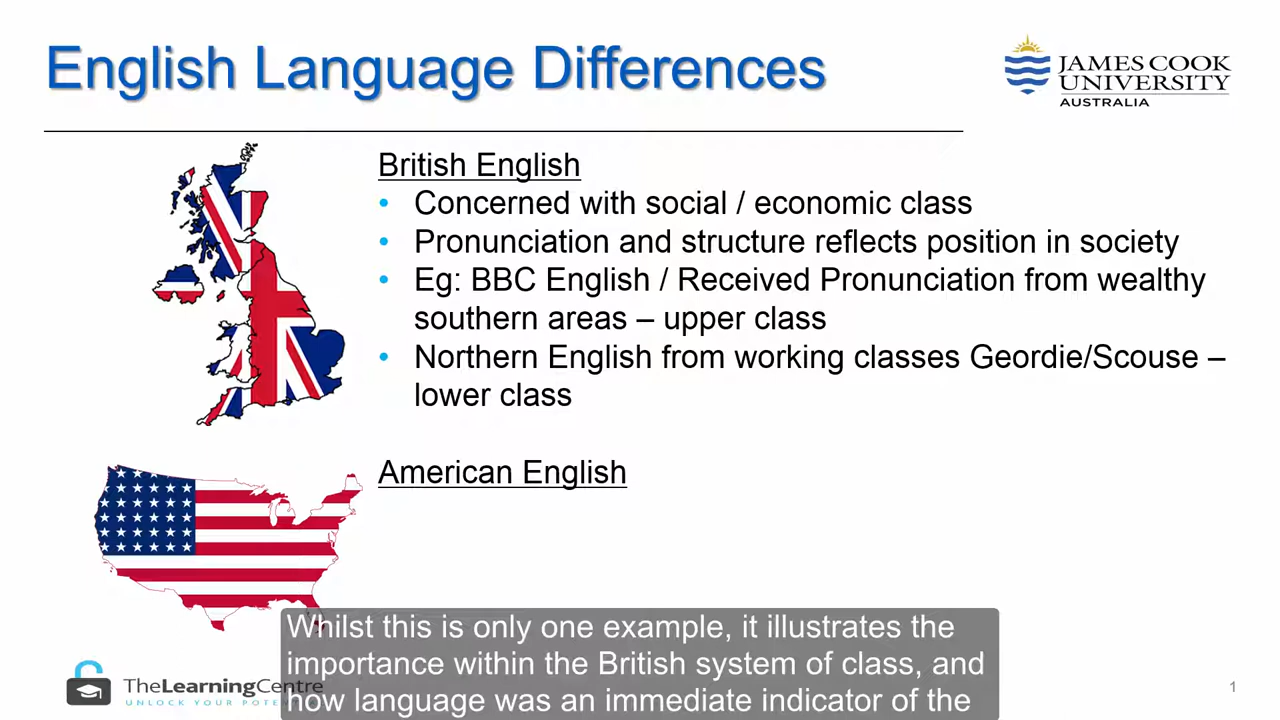 English Language Differences
JAMES COOK
UNIVERSITY
AUSTRALIA
British English
• Concerned with social / economic class
• Pronunciation and structure reflects position in society
• Eg: BBC English / Received Pronunciation from wealthy
southern areas – upper class
• Northern English from working classes Geordie/Scouse –
lower class
American English
Whilst this is only one example, it illustrates the
importance within the British system of class, and
how language was an immediate indicator of the
TheLearningCentre
UNLOCK YOUR
1